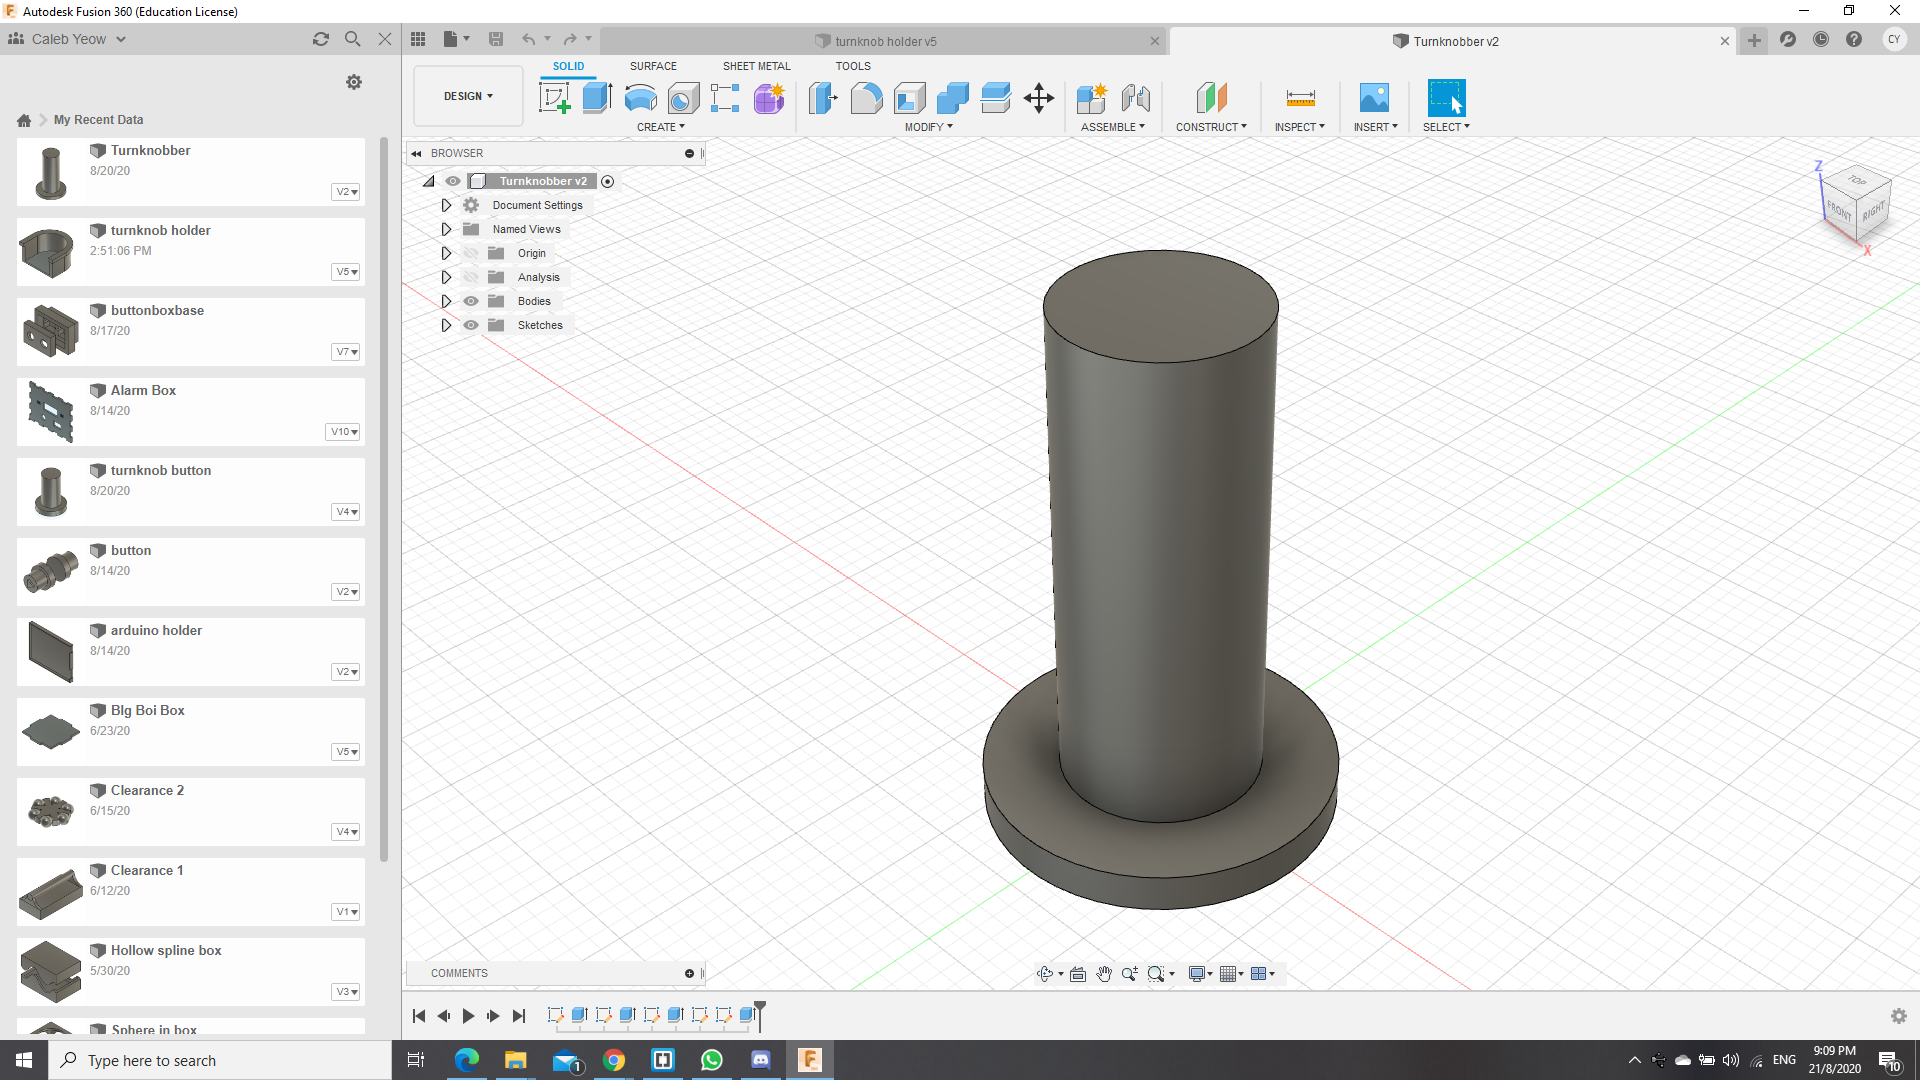 Autodesk Fusion 360 (Education License)
Caleb Yeow
turnknob holder v5
Turnknobber v2
CY
SOLID
SURFACE
SHEET METAL
TOOLS
DESIGN
CREATE
MODIFY
ASSEMBLE
CONSTRUCT
INSPECT
INSERT
SELECT
My Recent Data
Turnknobber
8/20/20
V2
turnknob holder
2:51:06 PM
V5
buttonboxbase
8/17/20
V7
Alarm Box
8/14/20
V10
turnknob button
8/20/20
V4
button
8/14/20
V2
arduino holder
8/14/20
V2
BIg Boi Box
6/23/20
V5
Clearance 2
6/15/20
V4
Clearance 1
6/12/20
V1
Hollow spline box
5/30/20
V3
Sphere in box
BROWSER
Turnknobber v2
Document Settings
Named Views
Origin
Analysis
Bodies
Sketches
Z
TOP
FRONT
RIGHT
X
COMMENTS
Type here to search
1
ENG
9:09 PM
21/8/2020
10